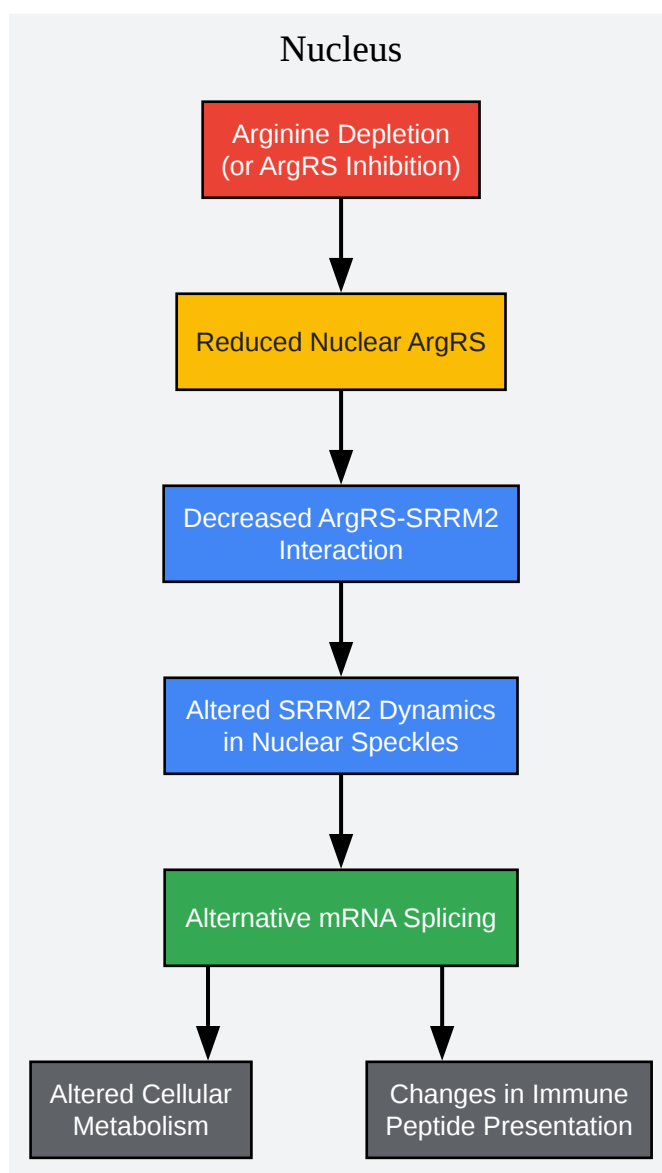 Nucleus
Arginine Depletion
(or ArgRS Inhibition)
Reduced Nuclear ArgRS
Decreased ArgRS-SRRM2
Interaction
Altered SRRM2 Dynamics
in Nuclear Speckles
Alternative mRNA Splicing
Altered Cellular
Metabolism
Changes in Immune
Peptide Presentation